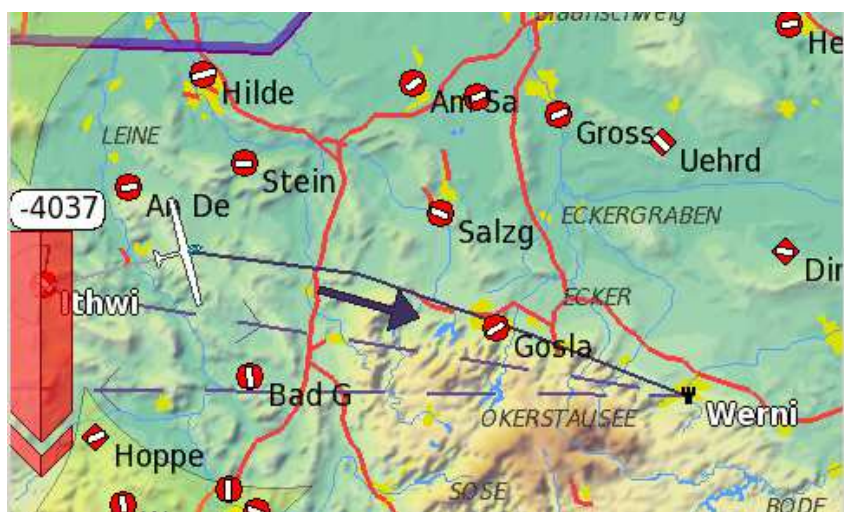 Braunschweig
He
Hilde
Am Sa
Gross
LEINE
Uehrd
Stein
An De
-4037
ECKERGRABEN
Salzg
Dir
Ithwi
ECKER
Gosla
Bad G
OKERSTAUSEE
Werni
Hoppe
SÖSE
BODE